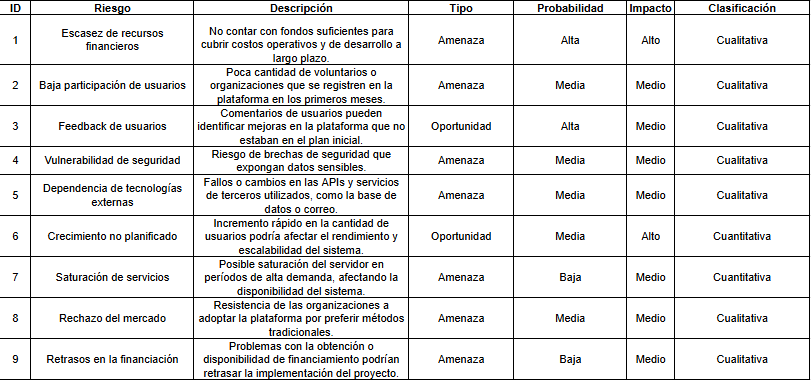 ID Riesgo Descripción Tipo Probabilidad Impacto Clasificación
1 Escasez de recursos financieros No contar con fondos suficientes para cubrir costos operativos y de desarrollo a largo plazo. Amenaza Alta Alto Cualitativa
2 Baja participación de usuarios Poca cantidad de voluntarios o organizaciones que se registren en la plataforma en los primeros meses. Amenaza Media Medio Cualitativa
3 Feedback de usuarios Comentarios de usuarios pueden identificar mejoras en la plataforma que no estaban en el plan inicial. Oportunidad Alta Medio Cualitativa
4 Vulnerabilidad de seguridad Riesgo de brechas de seguridad que expongan datos sensibles. Amenaza Media Medio Cualitativa
5 Dependencia de tecnologías externas Fallos o cambios en las APIs y servicios de terceros utilizados, como la base de datos o correo. Amenaza Media Medio Cualitativa
6 Crecimiento no planificado Incremento rápido en la cantidad de usuarios podría afectar el rendimiento y escalabilidad del sistema. Oportunidad Media Alto Cuantitativa
7 Saturación de servicios Posible saturación del servidor en períodos de alta demanda, afectando la disponibilidad del sistema. Amenaza Baja Medio Cuantitativa
8 Rechazo del mercado Resistencia de las organizaciones a adoptar la plataforma por preferir métodos tradicionales. Amenaza Media Medio Cualitativa
9 Retrasos en la financiación Problemas con la obtención o disponibilidad de financiamiento podrían retrasar la implementación del proyecto. Amenaza Baja Medio Cualitativa